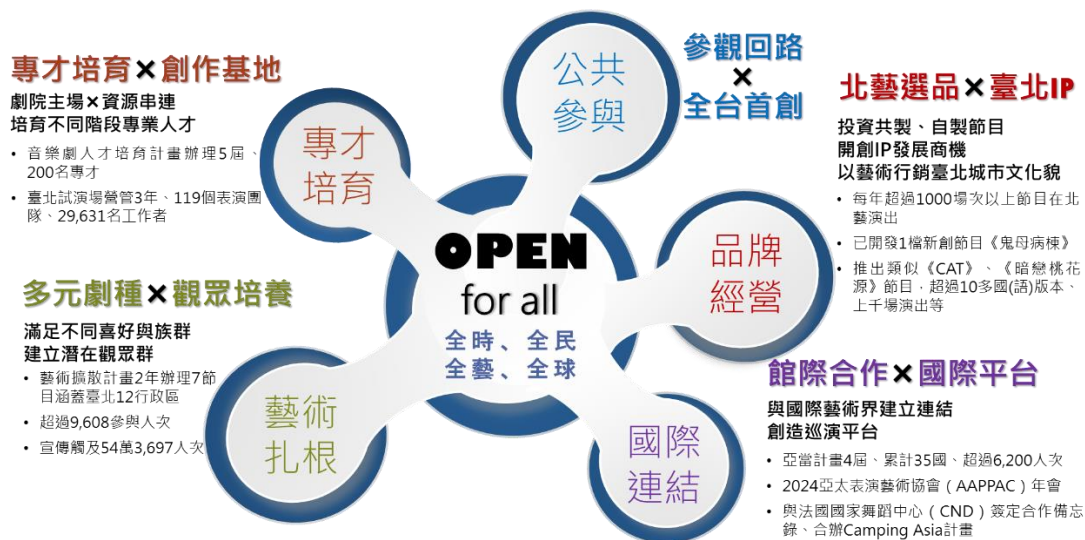 專才培育×創作基地
劇院主場×資源串連
培育不同階段專業人才
• 音樂劇人才培育計畫辦理5屆、
200名專才
• 臺北試演場營管3年、119個表演團
隊、29,631名工作者
多元劇種×觀眾培養
滿足不同喜好與族群
建立潛在觀眾群
• 藝術擴散計畫2年辦理7節
目涵蓋臺北12行政區
• 超過9,608參與人次
• 宣傳觸及54萬3,697人次
專才
培育
公共
參與
參觀回路
×
全台首創
OPEN
for all
全時、全民
全藝、全球
品牌
經營
藝術
扎根
國際
連結
北藝選品×臺北IP
投資共製、自製節目
開創IP發展商機
以藝術行銷臺北城市文化貌
• 每年超過1000場次以上節目在北
藝演出
• 已開發1檔新創節目《鬼母病棟》
• 推出類似《CAT》、《暗戀桃花
源》節目，超過10多國(語)版本、
上千場演出等
館際合作×國際平台
與國際藝術界建立連結
創造巡演平台
• 亞當計畫4屆、累計35國、超過6,200人次
• 2024亞太表演藝術協會（AAPPAC）年會
• 與法國國家舞蹈中心（CND）簽定合作備忘
錄、合辦Camping Asia計畫